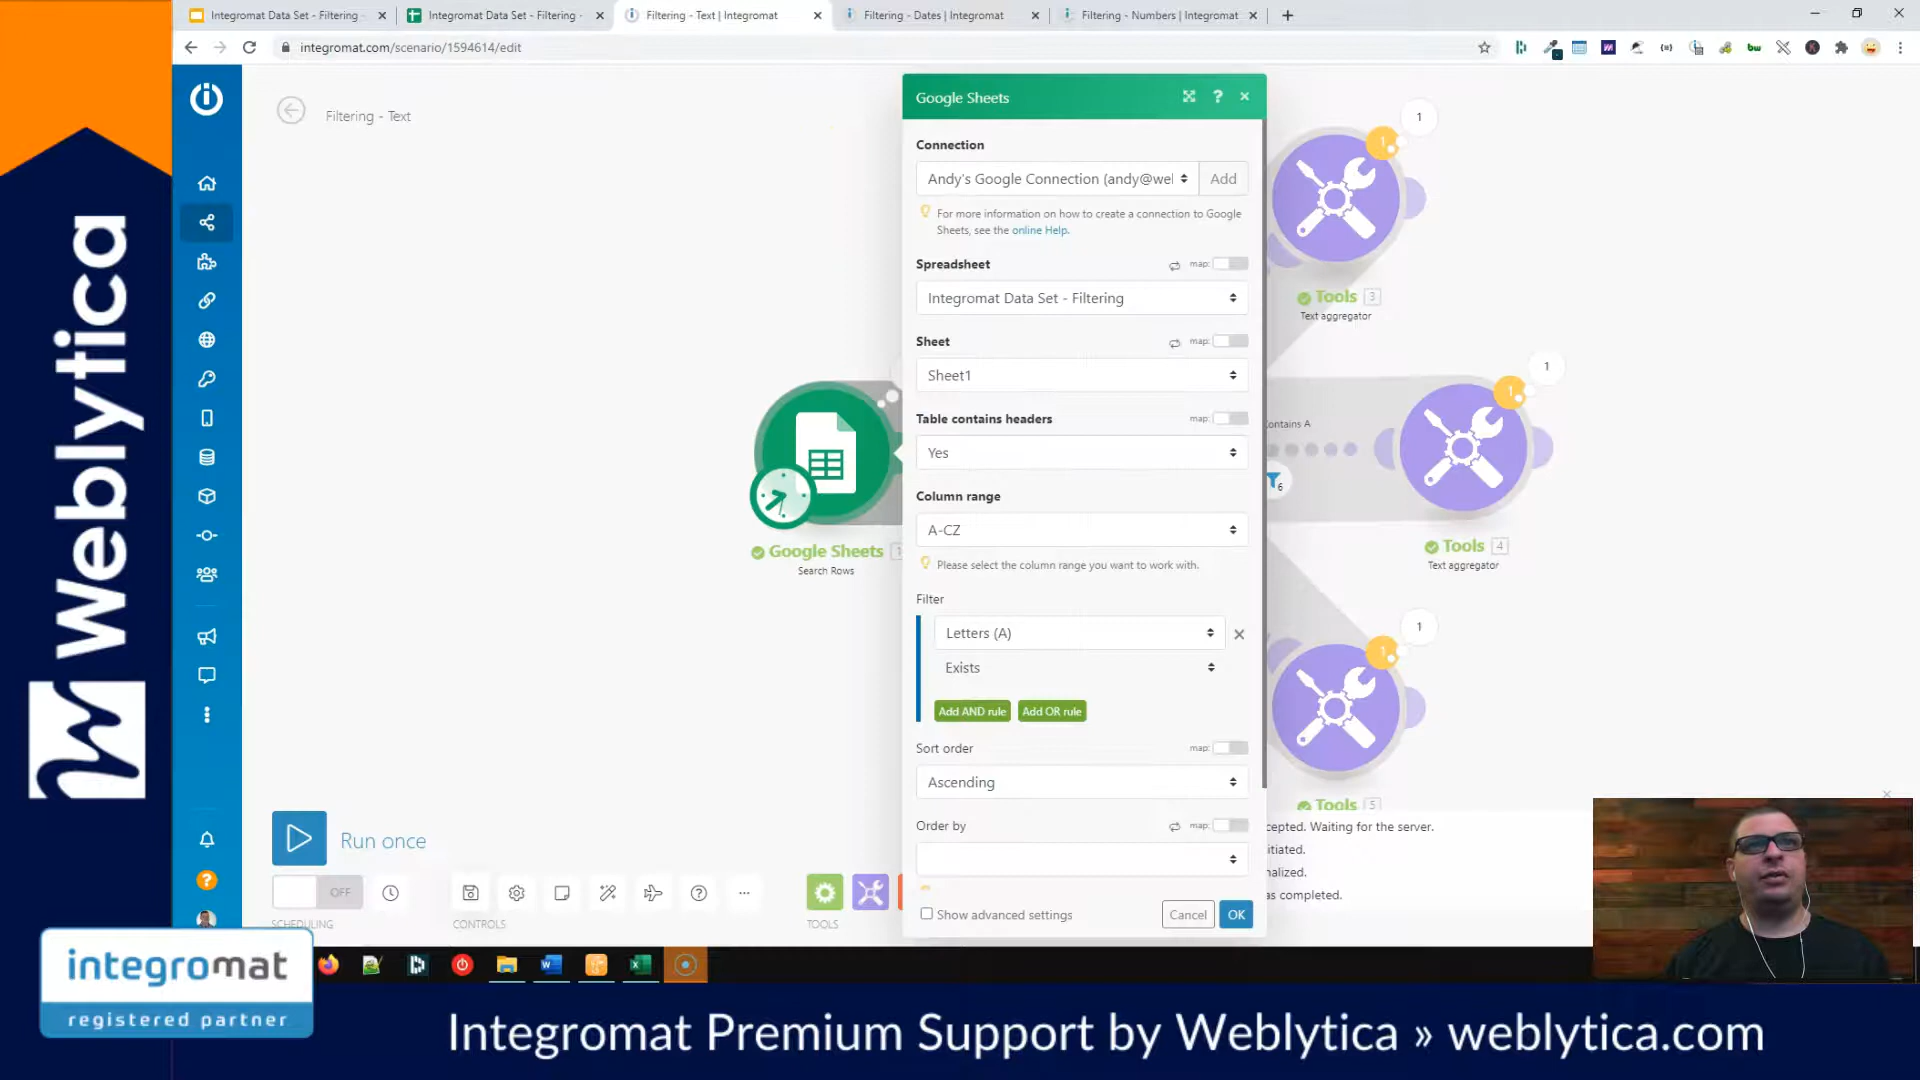 Integromat Data Set - Filtering -
Integromat Data Set - Filtering -
Filtering - Text | Integromat
Filtering - Dates | Integromat
Filtering - Numbers | Integromat
integromat.com/scenario/1594614/edit
bw
Weblytica
Filtering - Text
Google Sheets
?
Connection
Andy's Google Connection (andy@wel
Add
For more information on how to create a connection to Google
Sheets, see the online Help.
Spreadsheet
map:
Integromat Data Set - Filtering
Sheet
map:
Sheet1
Table contains headers
map:
Yes
Column range
A-CZ
Please select the column range you want to work with.
Filter
Letters (A)
Exists
Add AND rule
Add OR rule
Sort order
map:
Ascending
Order by
map:
Show advanced settings
Cancel
OK
Google Sheets
Search Rows
1
1
Tools 3
Text aggregator
ontains A
6
1
1
Tools 4
Text aggregator
1
1
Tools 5
cepted. Waiting for the server.
itiated.
nalized.
as completed.
Run once
OFF
SCHEDULING
CONTROLS
TOOLS
integromat
registered partner
Integromat Premium Support by Weblytica » weblytica.com